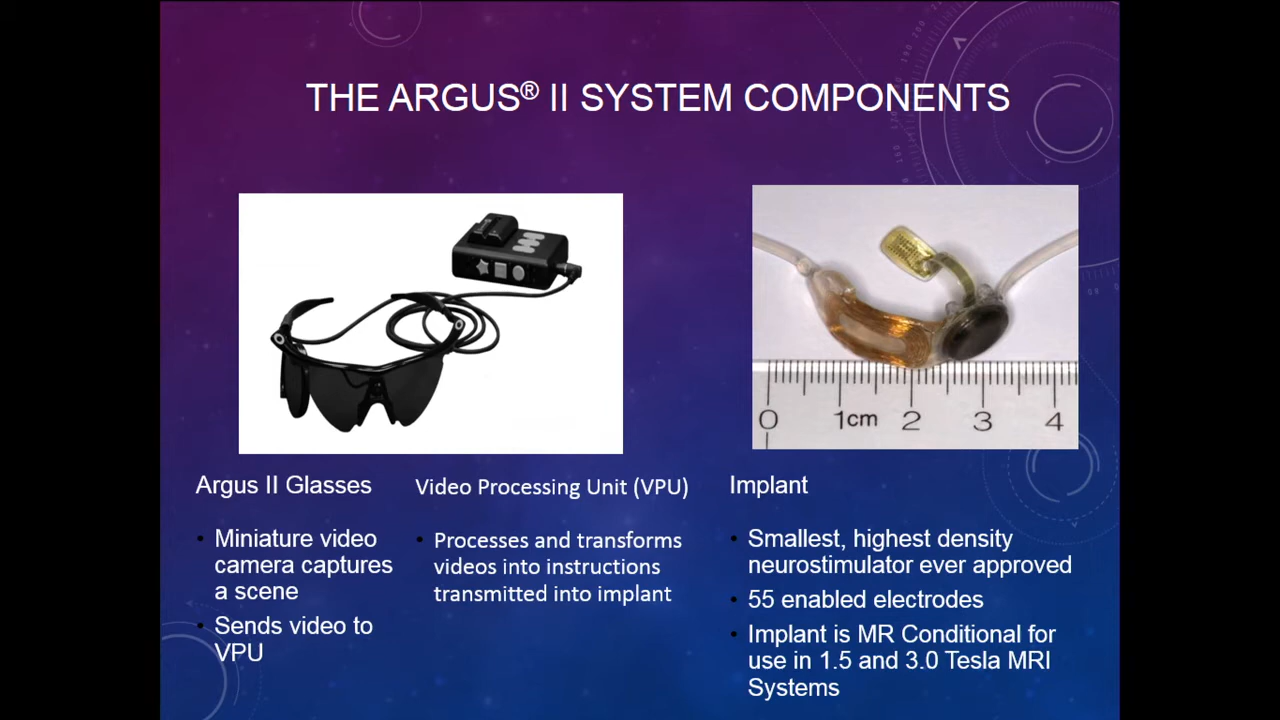 THE ARGUS® II SYSTEM COMPONENTS
0 1cm 2 3 4
Argus II Glasses
• Miniature video
camera captures
a scene
• Sends video to
VPU
Video Processing Unit (VPU)
• Processes and transforms
videos into instructions
transmitted into implant
Implant
• Smallest, highest density
neurostimulator ever approved
• 55 enabled electrodes
• Implant is MR Conditional for
use in 1.5 and 3.0 Tesla MRI
Systems